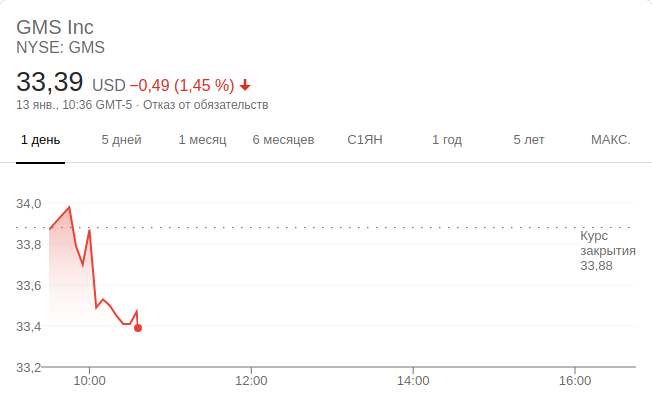 GMS Inc
NYSE: GMS
33,39 USD −0,49 (1,45 %)
13 янв., 10:36 GMT-5 · Отказ от обязательств
1 день 5 дней 1 месяц 6 месяцев С1ЯН 1 год 5 лет МАКС.
34,0
33,8
33,6
33,4
33,2
Курс
закрытия
33,88
10:00 12:00 14:00 16:00